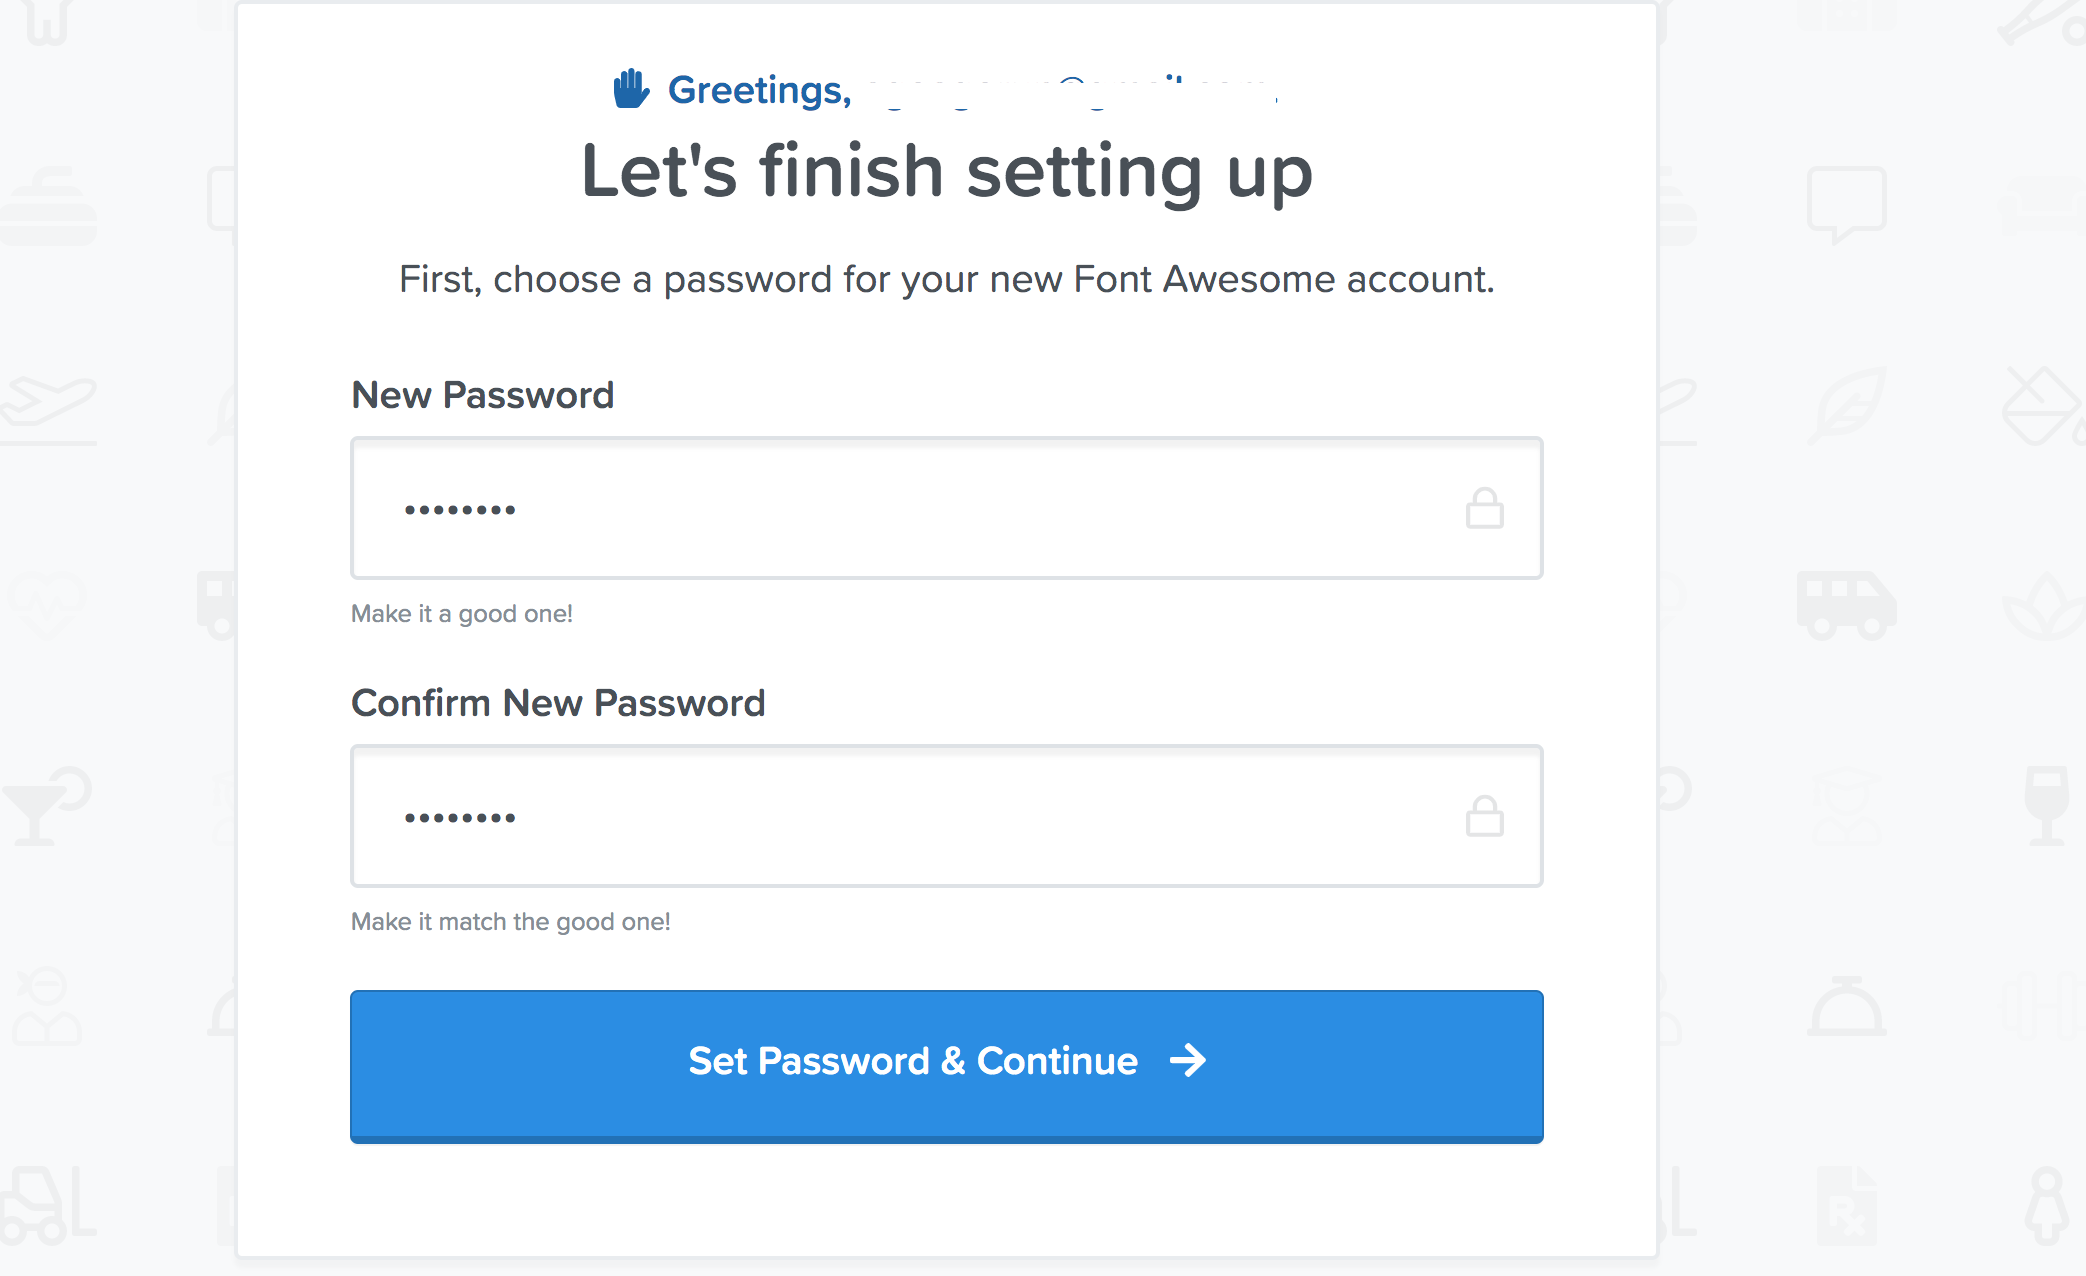 Greetings,
Let's finish setting up
First, choose a password for your new Font Awesome account.
New Password
••••••••
Make it a good one!
Confirm New Password
••••••••
Make it match the good one!
Set Password & Continue →
Rx